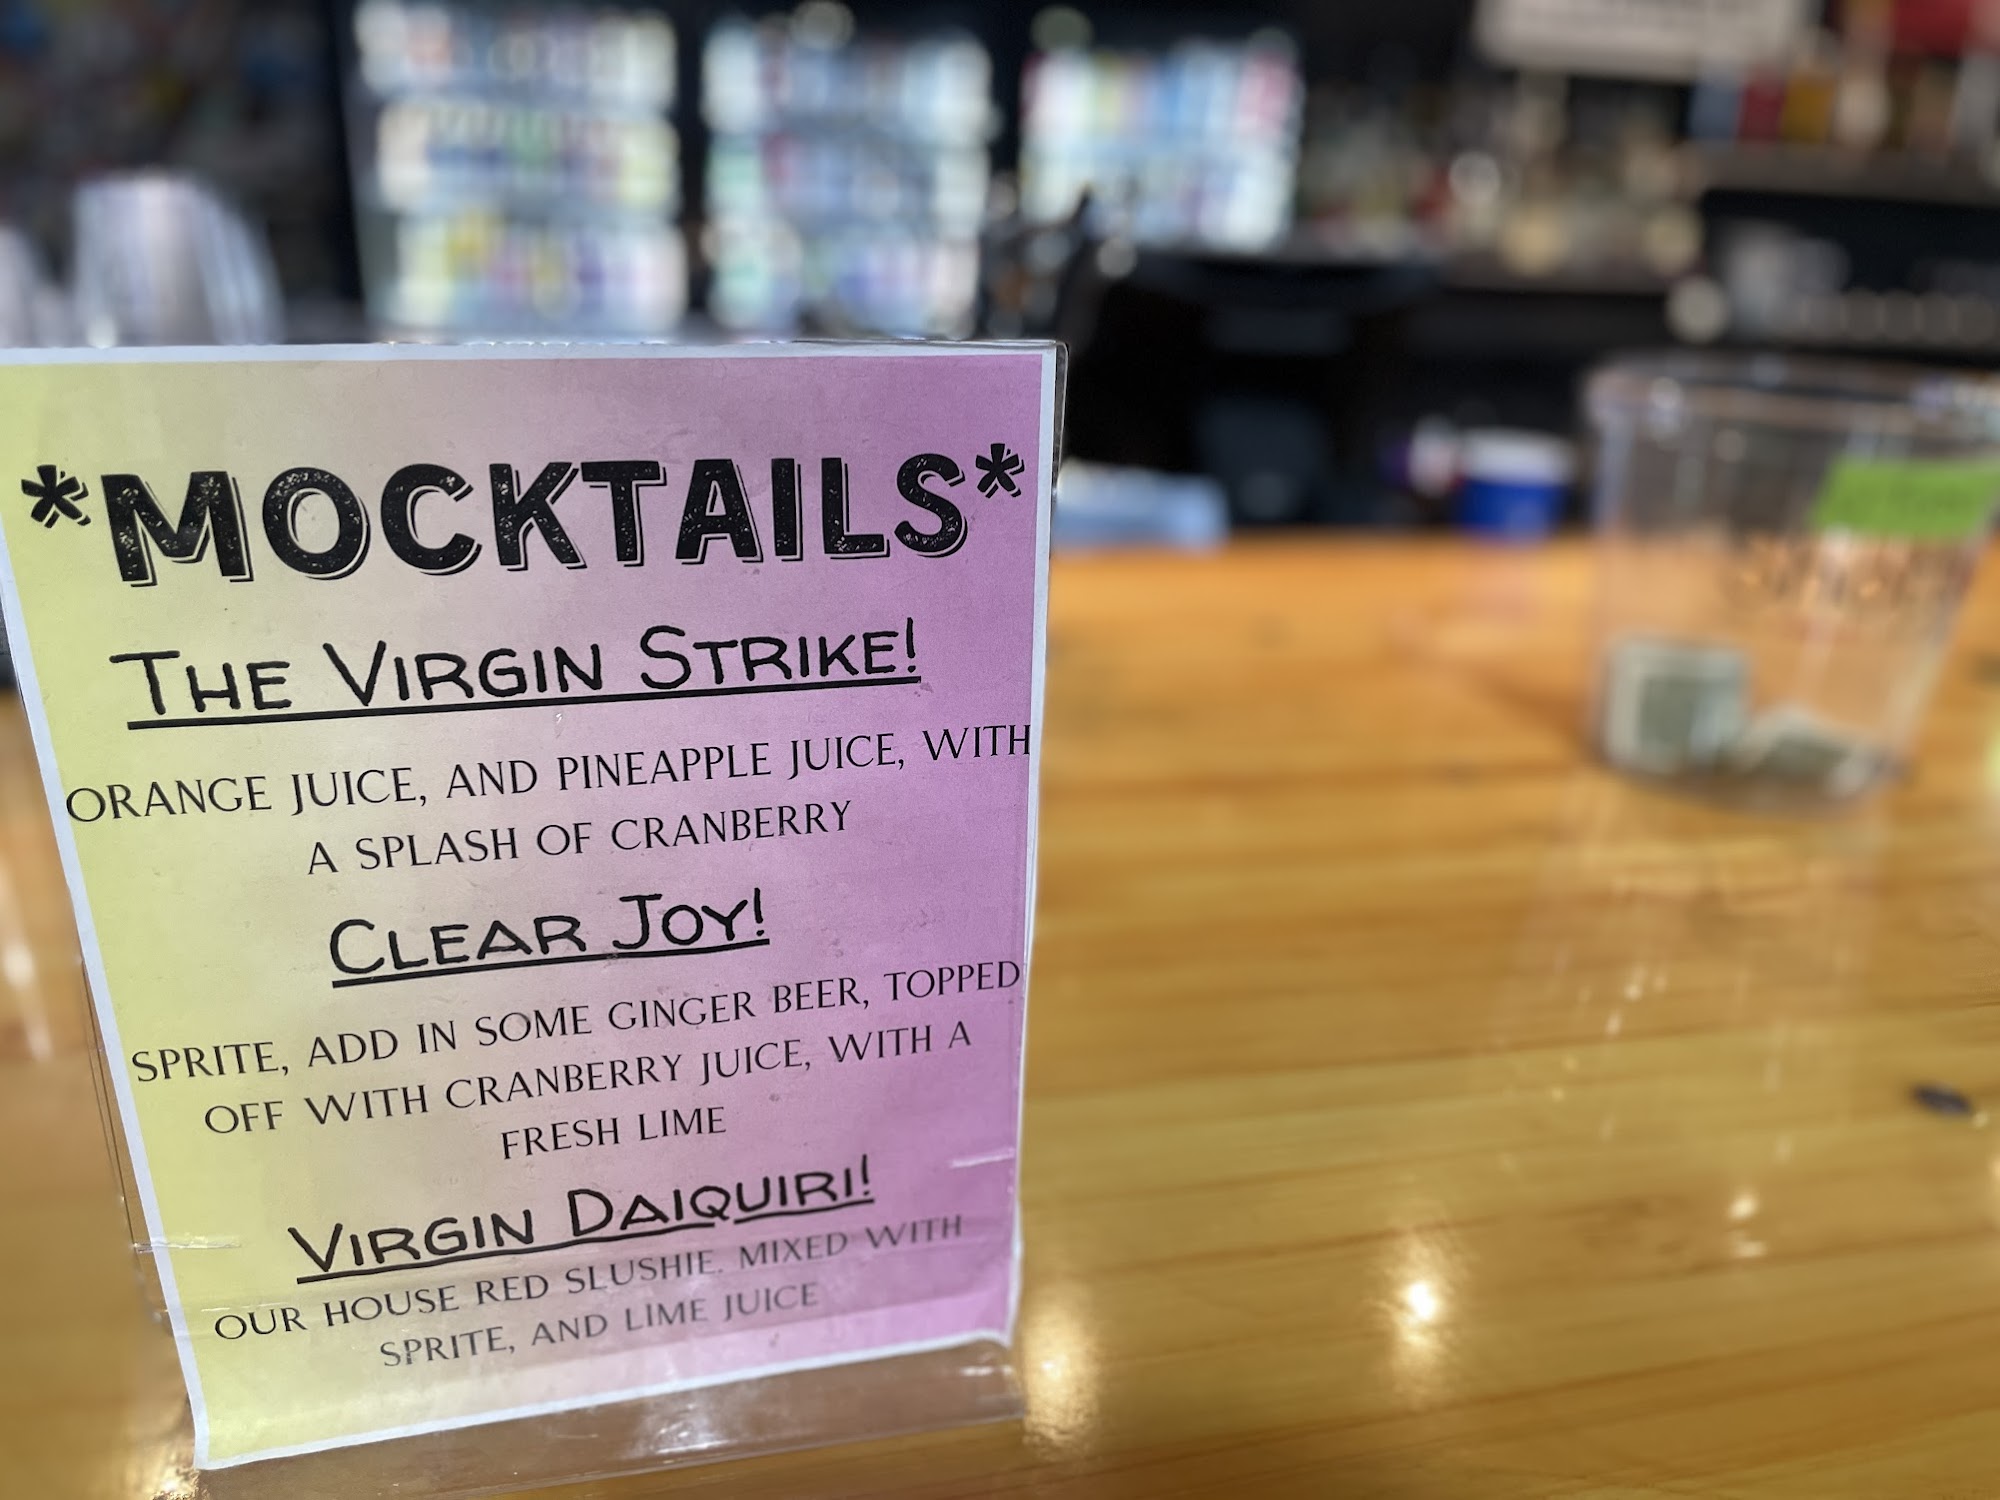 *MOCKTAILS*
THE VIRGIN STRIKE!
ORANGE JUICE, AND PINEAPPLE JUICE, WITH
A SPLASH OF CRANBERRY
CLEAR JOY!
SPRITE, ADD IN SOME GINGER BEER, TOPPED
OFF WITH CRANBERRY JUICE, WITH A
FRESH LIME
VIRGIN DAIQUIRI!
OUR HOUSE RED SLUSHIE. MIXED WITH
SPRITE, AND LIME JUICE